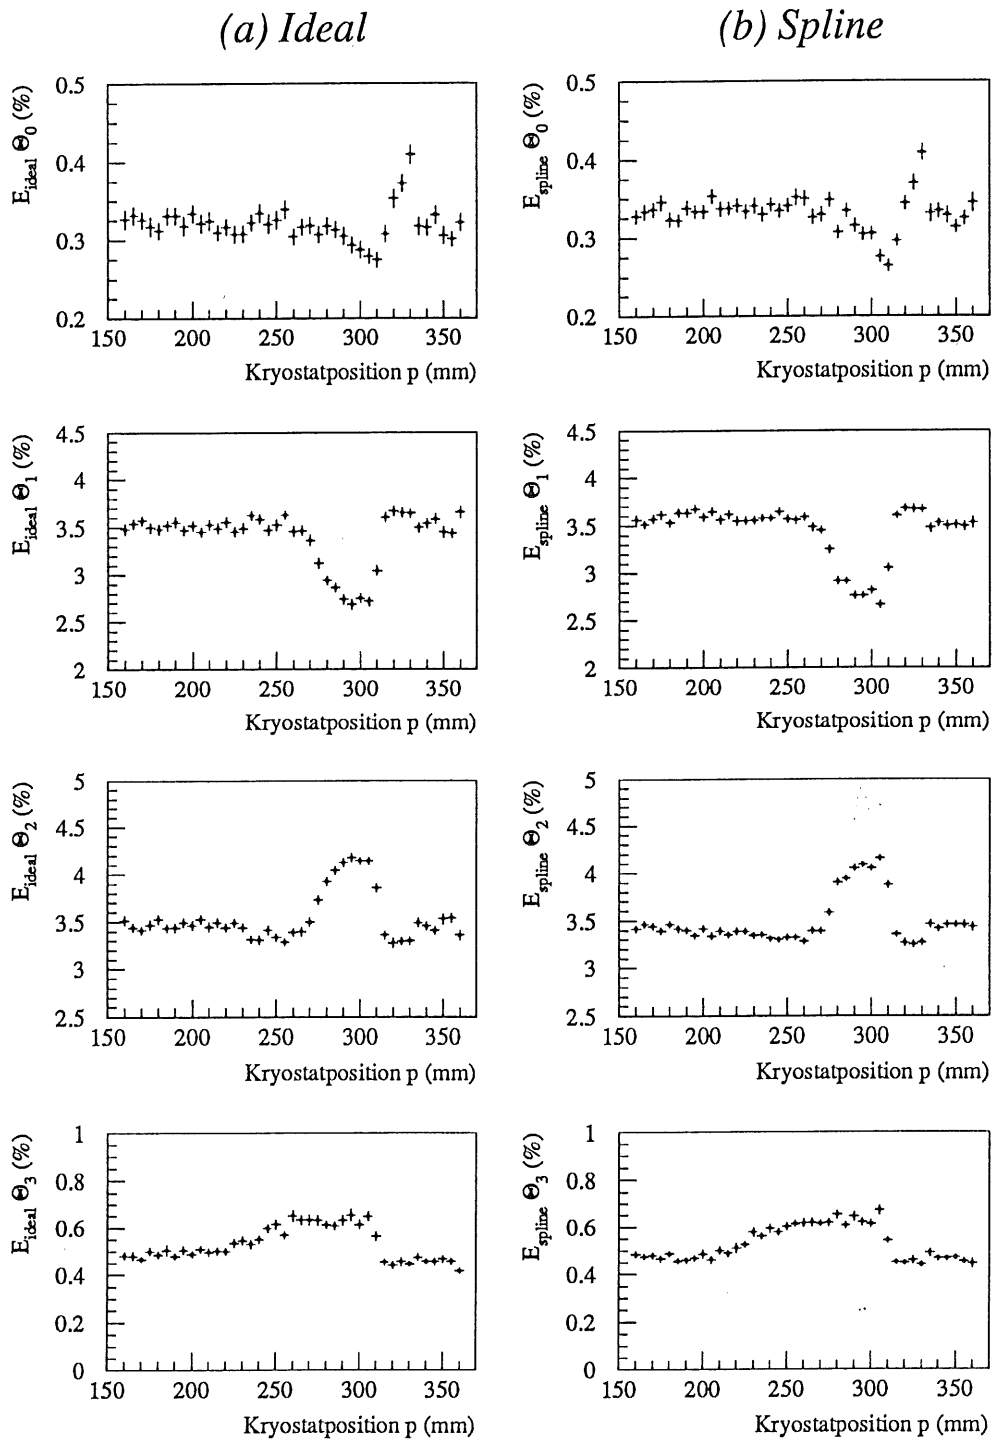 (a) Ideal
(b) Spline
E_ideal Θ_0 (%)
0.5
0.4
0.3
0.2
150 200 250 300 350
Kryostatposition p (mm)
E_spline Θ_0 (%)
0.5
0.4
0.3
0.2
150 200 250 300 350
Kryostatposition p (mm)
E_ideal Θ_1 (%)
4.5
4
3.5
3
2.5
2
150 200 250 300 350
Kryostatposition p (mm)
E_spline Θ_1 (%)
4.5
4
3.5
3
2.5
2
150 200 250 300 350
Kryostatposition p (mm)
E_ideal Θ_2 (%)
5
4.5
4
3.5
3
2.5
150 200 250 300 350
Kryostatposition p (mm)
E_spline Θ_2 (%)
5
4.5
4
3.5
3
2.5
150 200 250 300 350
Kryostatposition p (mm)
E_ideal Θ_3 (%)
1
0.8
0.6
0.4
0.2
0
150 200 250 300 350
Kryostatposition p (mm)
E_spline Θ_3 (%)
1
0.8
0.6
0.4
0.2
0
150 200 250 300 350
Kryostatposition p (mm)